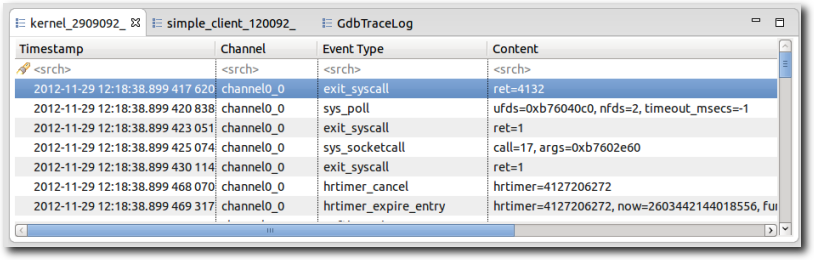 kernel_2909092_ simple_client_120092_ GdbTraceLog
Timestamp Channel Event Type Content
<srch> <srch> <srch> <srch>
2012-11-29 12:18:38.899 417 620 channel0_0 exit_syscall ret=4132
2012-11-29 12:18:38.899 420 838 channel0_0 sys_poll ufds=0xb76040c0, nfds=2, timeout_msecs=-1
2012-11-29 12:18:38.899 423 051 channel0_0 exit_syscall ret=1
2012-11-29 12:18:38.899 425 074 channel0_0 sys_socketcall call=17, args=0xb7602e60
2012-11-29 12:18:38.899 430 114 channel0_0 exit_syscall ret=1
2012-11-29 12:18:38.899 468 070 channel0_0 hrtimer_cancel hrtimer=4127206272
2012-11-29 12:18:38.899 469 317 channel0_0 hrtimer_expire_entry hrtimer=4127206272, now=2603442144018556, fu